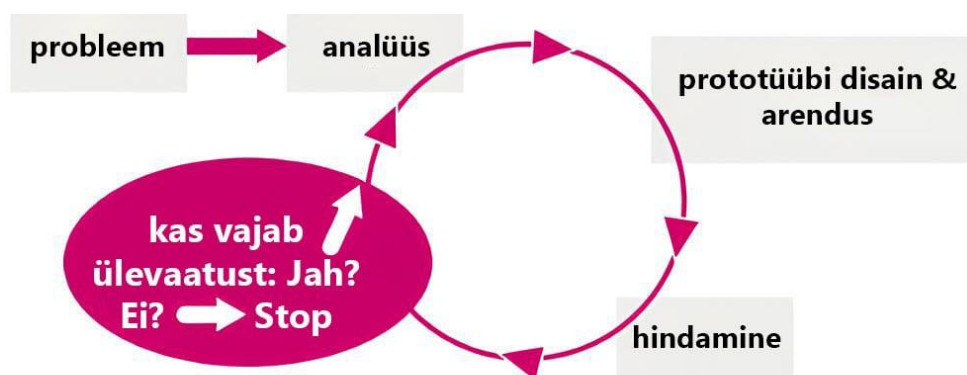 probleem
analüüs
prototüübi disain &
arendus
hindamine
kas vajab
ülevaatust: Jah?
Ei? Stop